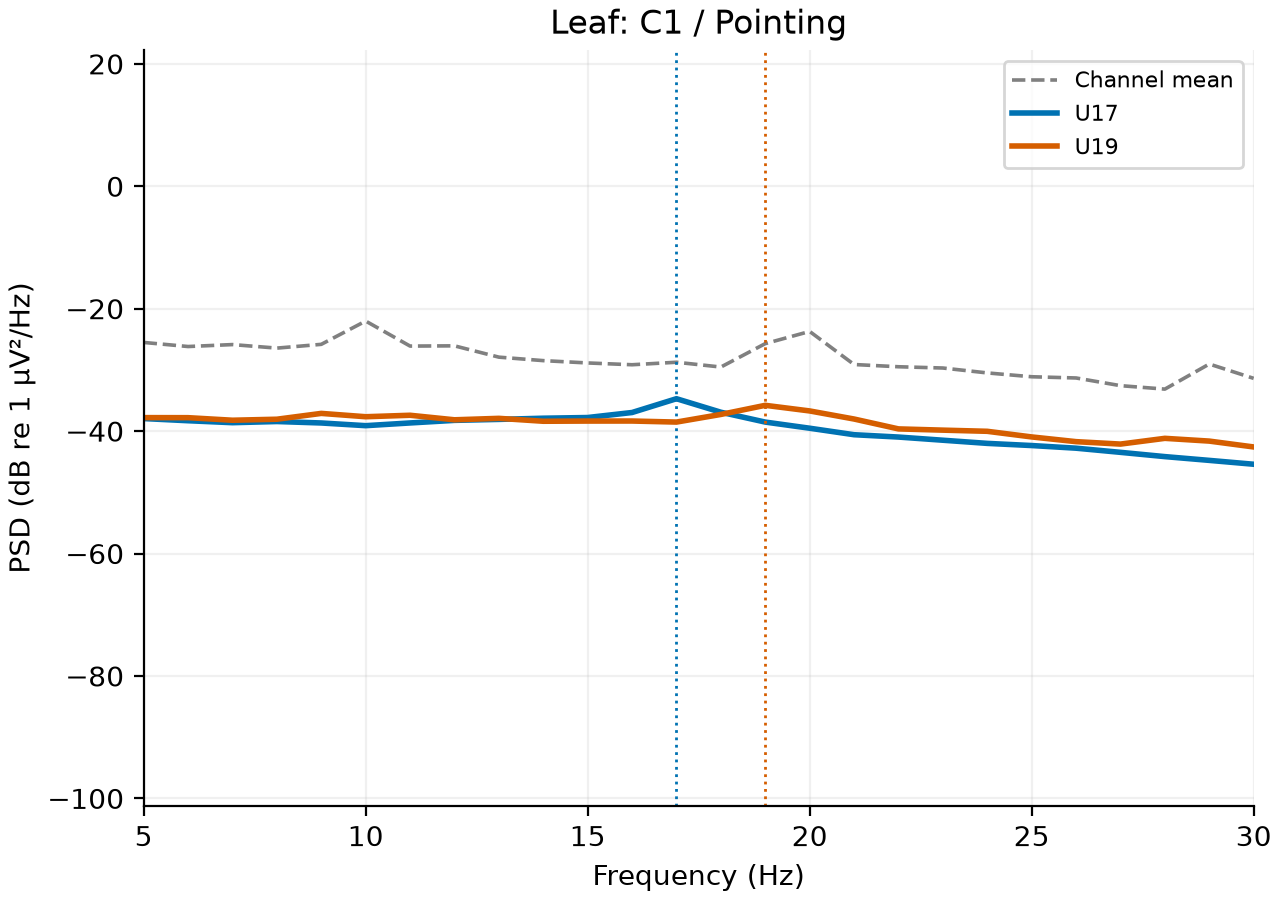 Leaf: C1 / Pointing
Channel mean
U17
U19
PSD (dB re 1 µV²/Hz)
20
0
−20
−40
−60
−80
−100
5
10
15
20
25
30
Frequency (Hz)